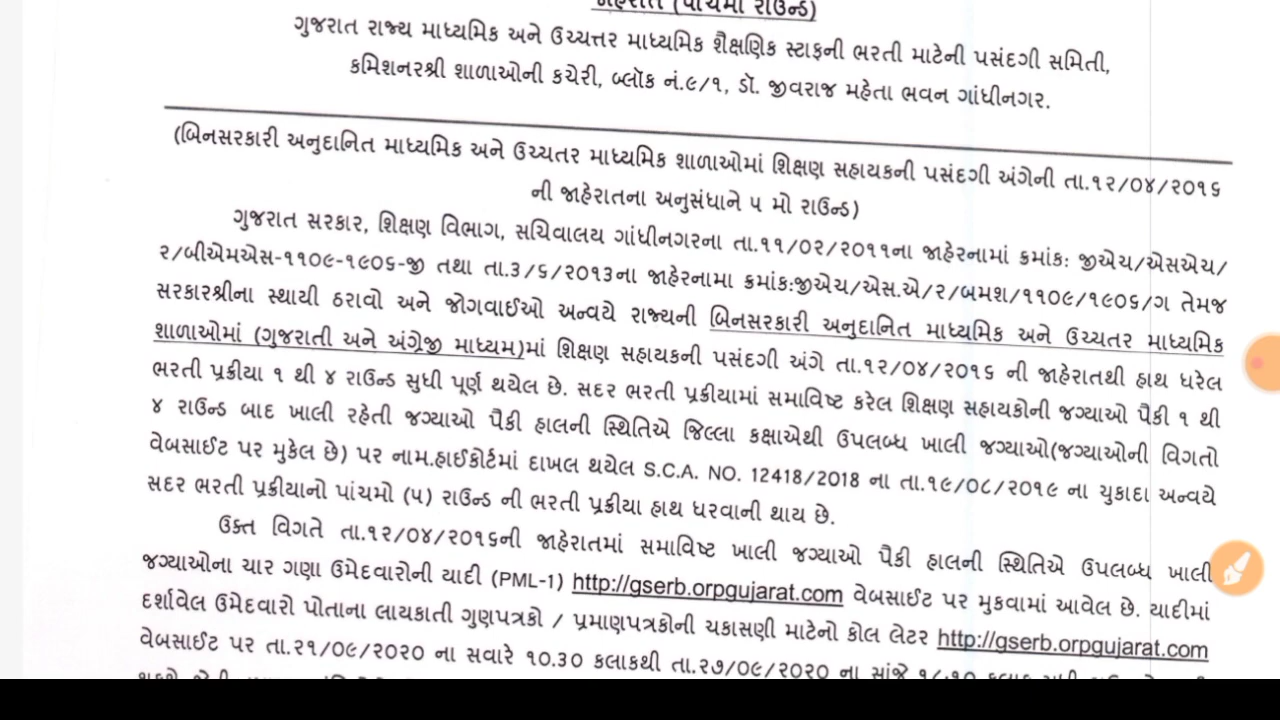 જાહેરાત (પાંચમો રાઉન્ડ)
ગુજરાત રાજ્ય માધ્યમિક અને ઉચ્ચત્તર માધ્યમિક શૈક્ષણિક સ્ટાફની ભરતી માટેની પસંદગી સમિતી,
કમિશનરશ્રી શાળાઓની કચેરી, બ્લૉક નં.૯/૧, ડૉ. જીવરાજ મહેતા ભવન ગાંધીનગર.
(બિનસરકારી અનુદાનિત માધ્યમિક અને ઉચ્ચતર માધ્યમિક શાળાઓમાં શિક્ષણ સહાયકની પસંદગી અંગેની તા.૧૨/૦૪/૨૦૧૬
ની જાહેરાતના અનુસંધાને ૫ મો રાઉન્ડ)
ગુજરાત સરકાર, શિક્ષણ વિભાગ, સચિવાલય ગાંધીનગરના તા.૧૧/૦૨/૨૦૧૧ના જાહેરનામાં ક્રમાંક: જીએચ/એસએચ/
૨/બીએમએસ-૧૧૦૯-૧૯૦૬-જી તથા તા.૩/૬/૨૦૧૩ના જાહેરનામા ક્રમાંક:જીએચ/એસ.એ/૨/બમશ/૧૧૦૯/૧૯૦૬/ગ તેમજ
સરકારશ્રીના સ્થાયી ઠરાવો અને જોગવાઈઓ અન્વયે રાજ્યની બિનસરકારી અનુદાનિત માધ્યમિક અને ઉચ્ચતર માધ્યમિક
શાળાઓમાં (ગુજરાતી અને અંગ્રેજી માધ્યમ)માં શિક્ષણ સહાયકની પસંદગી અંગે તા.૧૨/૦૪/૨૦૧૬ ની જાહેરાતથી હાથ ધરેલ
ભરતી પ્રક્રીયા ૧ થી ૪ રાઉન્ડ સુધી પૂર્ણ થયેલ છે. સદર ભરતી પ્રક્રીયામાં સમાવિષ્ટ કરેલ શિક્ષણ સહાયકોની જગ્યાઓ પૈકી ૧ થી
૪ રાઉન્ડ બાદ ખાલી રહેતી જગ્યાઓ પૈકી હાલની સ્થિતિએ જિલ્લા કક્ષાએથી ઉપલબ્ધ ખાલી જગ્યાઓ(જગ્યાઓની વિગતો
વેબસાઈટ પર મુકેલ છે) પર નામ.હાઈકોર્ટમાં દાખલ થયેલ S.C.A. NO. 12418/2018 ના તા.૧૯/૦૮/૨૦૧૯ ના ચુકાદા અન્વયે
સદર ભરતી પ્રક્રીયાનો પાંચમો (૫) રાઉન્ડ ની ભરતી પ્રક્રીયા હાથ ધરવાની થાય છે.
ઉક્ત વિગતે તા.૧૨/૦૪/૨૦૧૬ની જાહેરાતમાં સમાવિષ્ટ ખાલી જગ્યાઓ પૈકી હાલની સ્થિતિએ ઉપલબ્ધ ખાલી
જગ્યાઓના ચાર ગણા ઉમેદવારોની યાદી (PML-1) http://gserb.orpgujarat.com વેબસાઈટ પર મુકવામાં આવેલ છે. યાદીમાં
દર્શાવેલ ઉમેદવારો પોતાના લાયકાતી ગુણપત્રકો / પ્રમાણપત્રકોની ચકાસણી માટેનો કોલ લેટર http://gserb.orpgujarat.com
વેબસાઈટ પર તા.૨૧/૦૯/૨૦૨૦ ના સવારે ૧૦.૩૦ કલાકથી તા.૨૭/૦૯/૨૦૨૦ ના સાંજે